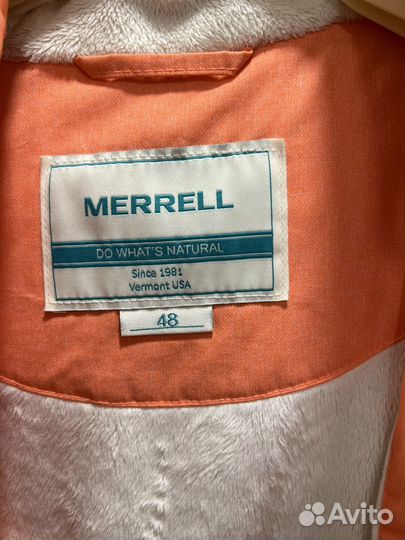 MERRELL
DO WHAT'S NATURAL
Since 1981
Vermont USA
48
Avito